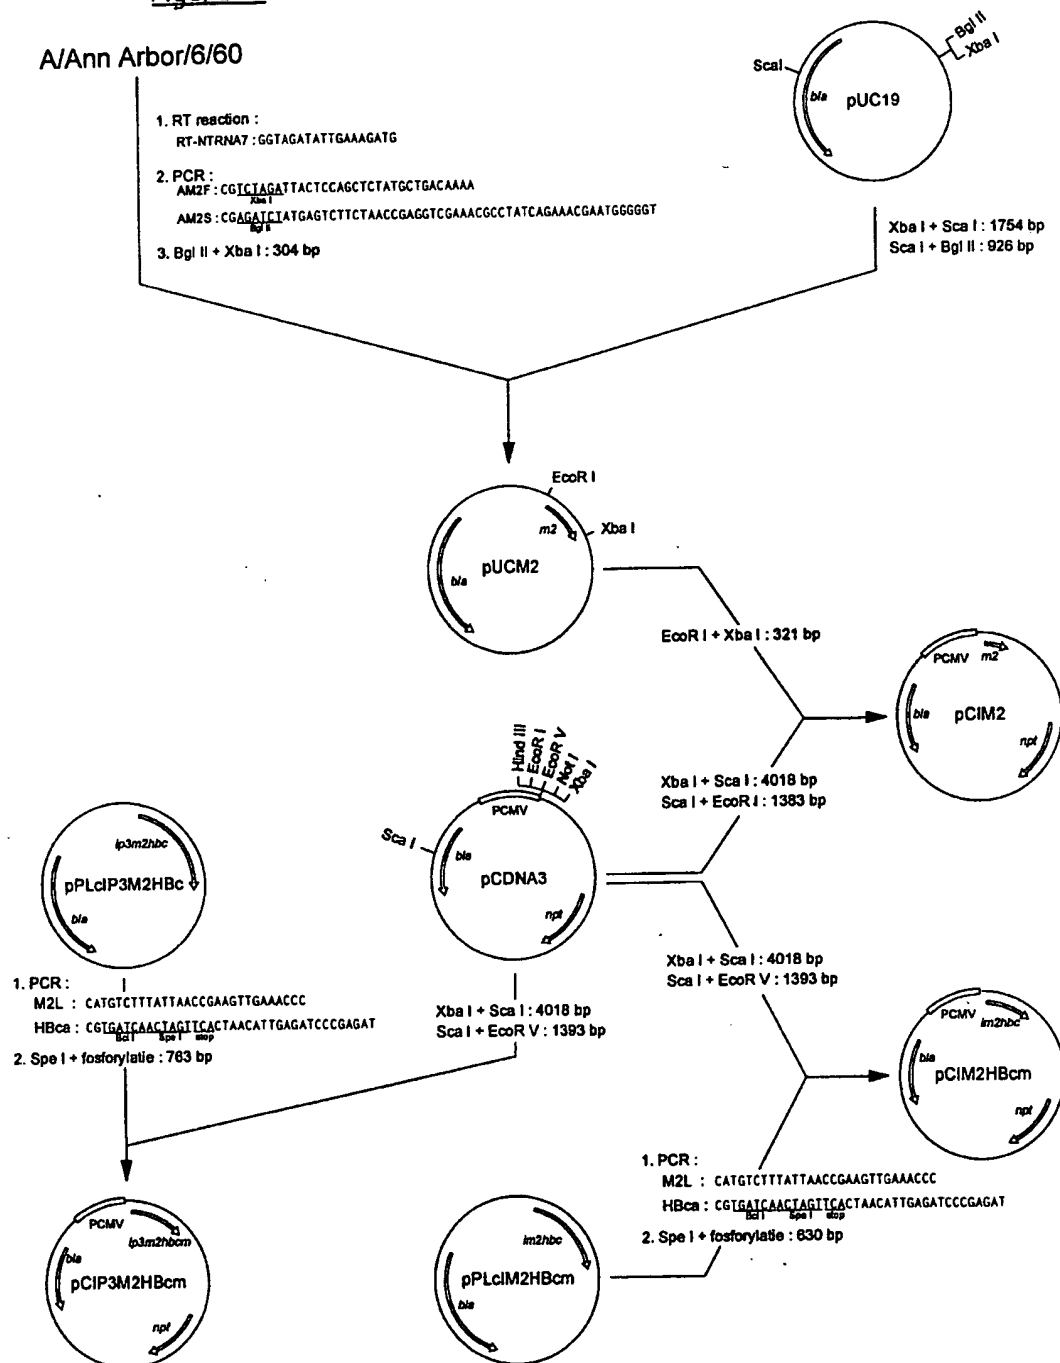 A/Ann Arbor/6/60
1. RT reaction :
RT-NTRNA7 : GGTAGATATTGAAAGATG
2. PCR :
AM2F : CGTCTAGATTACTCCAGCTCTATGCTGACAAAA
Xba I
AM2S : CGAGATCTATGAGTCTTCTAACCGAGGTCGAAACGCCTATCAGAAACGAATGGGGGT
Bgl II
3. Bgl II + Xba I : 304 bp
Bgl II
Xba I
ScaI
bla
pUC19
Xba I + Sca I : 1754 bp
Sca I + Bgl II : 926 bp
EcoR I
m2
Xba I
bla
pUCM2
EcoR I + Xba I : 321 bp
PCMV
m2
bla
pCIM2
npt
Hind III
EcoR I
EcoR V
Not I
Xba I
PCMV
Sca I
bla
pCDNA3
npt
Xba I + Sca I : 4018 bp
Sca I + EcoR I : 1383 bp
Xba I + Sca I : 4018 bp
Sca I + EcoR V : 1393 bp
Ip3m2hbc
pPLcIP3M2HBc
bla
1. PCR :
M2L : CATGTCTTTATTAACCGAAGTTGAAACCC
HBca : CGTGATCAACTAGTTCACTAACATTGAGATCCCGAGAT
Bcl I Spe I stop
2. Spe I + fosforylatie : 763 bp
Xba I + Sca I : 4018 bp
Sca I + EcoR V : 1393 bp
PCMV
im2hbc
bla
pCIM2HBcm
npt
1. PCR :
M2L : CATGTCTTTATTAACCGAAGTTGAAACCC
HBca : CGTGATCAACTAGTTCACTAACATTGAGATCCCGAGAT
Bcl I Spe I stop
2. Spe I + fosforylatie : 630 bp
PCMV
Ip3m2hbcm
bla
pCIP3M2HBcm
npt
im2hbc
pPLcIM2HBcm
bla